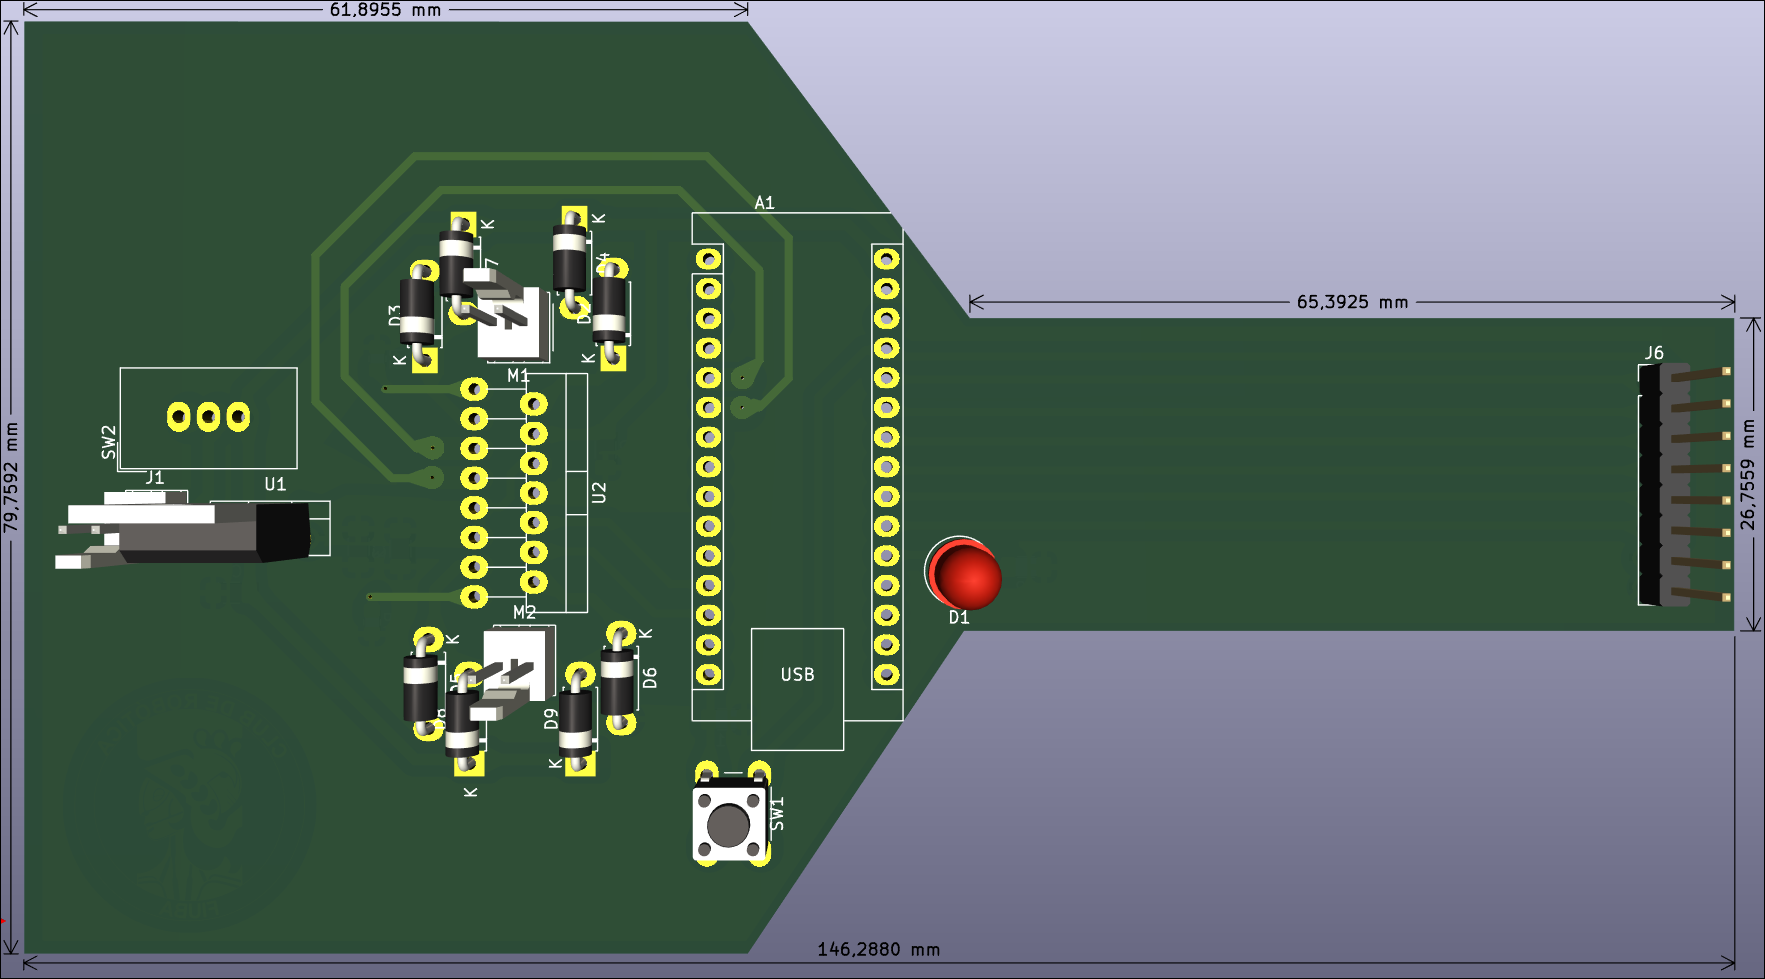 61,8955 mm
A1
K
K
65,3925 mm
D3
K
K
J6
M1
SW2
79,7592 mm
26,7559 mm
J1
U1
U2
M2
D1
K
K
USB
D6
D9
K
K
SW1
146,2880 mm